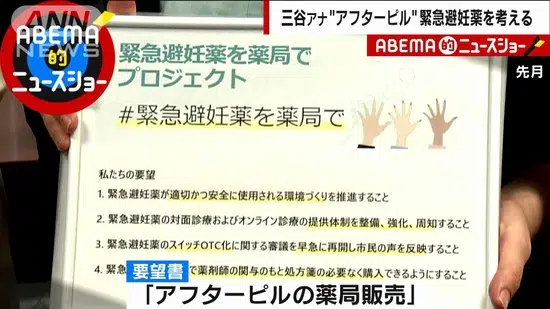 ANN
NEWS
ABEMA
的
ニュースショー
三谷アナ"アフターピル"緊急避妊薬を考える
ABEMA的ニュースショー
先月
緊急避妊薬を薬局で
プロジェクト
#緊急避妊薬を薬局で
私たちの要望
1. 緊急避妊薬が適切かつ安全に使用される環境づくりを推進すること
2. 緊急避妊薬の対面診療およびオンライン診療の提供体制を整備、強化、周知すること
3. 緊急避妊薬のスイッチOTC化に関する審議を早急に再開し市民の声を反映すること
4. 緊急
で薬剤師の関与のもと処方箋の必要なく購入できるようにすること
要望書
「アフターピルの薬局販売」